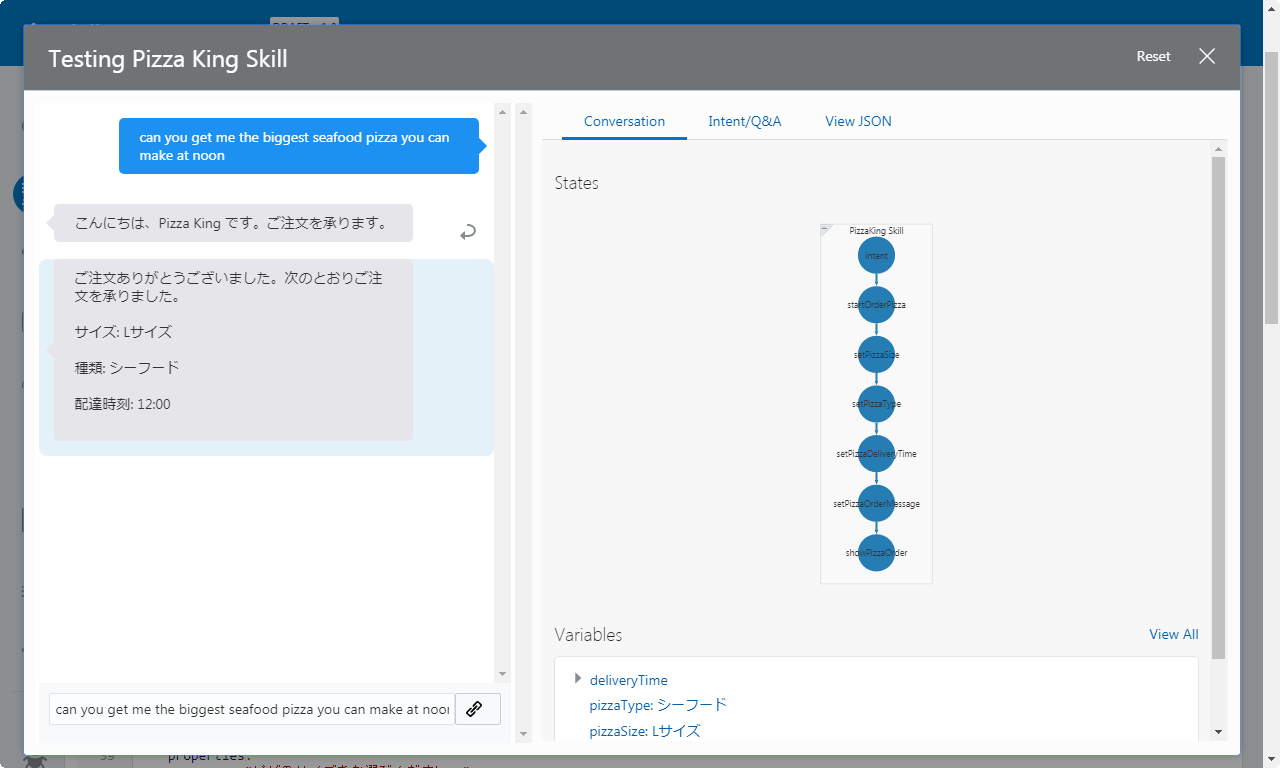 Testing Pizza King Skill
Reset
can you get me the biggest seafood pizza you can
make at noon
こんにちは、Pizza King です。ご注文を承ります。
ご注文ありがとうございました。次のとおりご注
文を承りました。
サイズ: Lサイズ
種類: シーフード
配達時刻: 12:00
can you get me the biggest seafood pizza you can make at noon
Conversation
Intent/Q&A
View JSON
States
PizzaKing Skill
intent
startOrderPizza
setPizzaSize
setPizzaType
setPizzaDeliveryTime
setPizzaOrderMessage
showPizzaOrder
Variables
View All
deliveryTime
pizzaType: シーフード
pizzaSize: Lサイズ
39
properties: